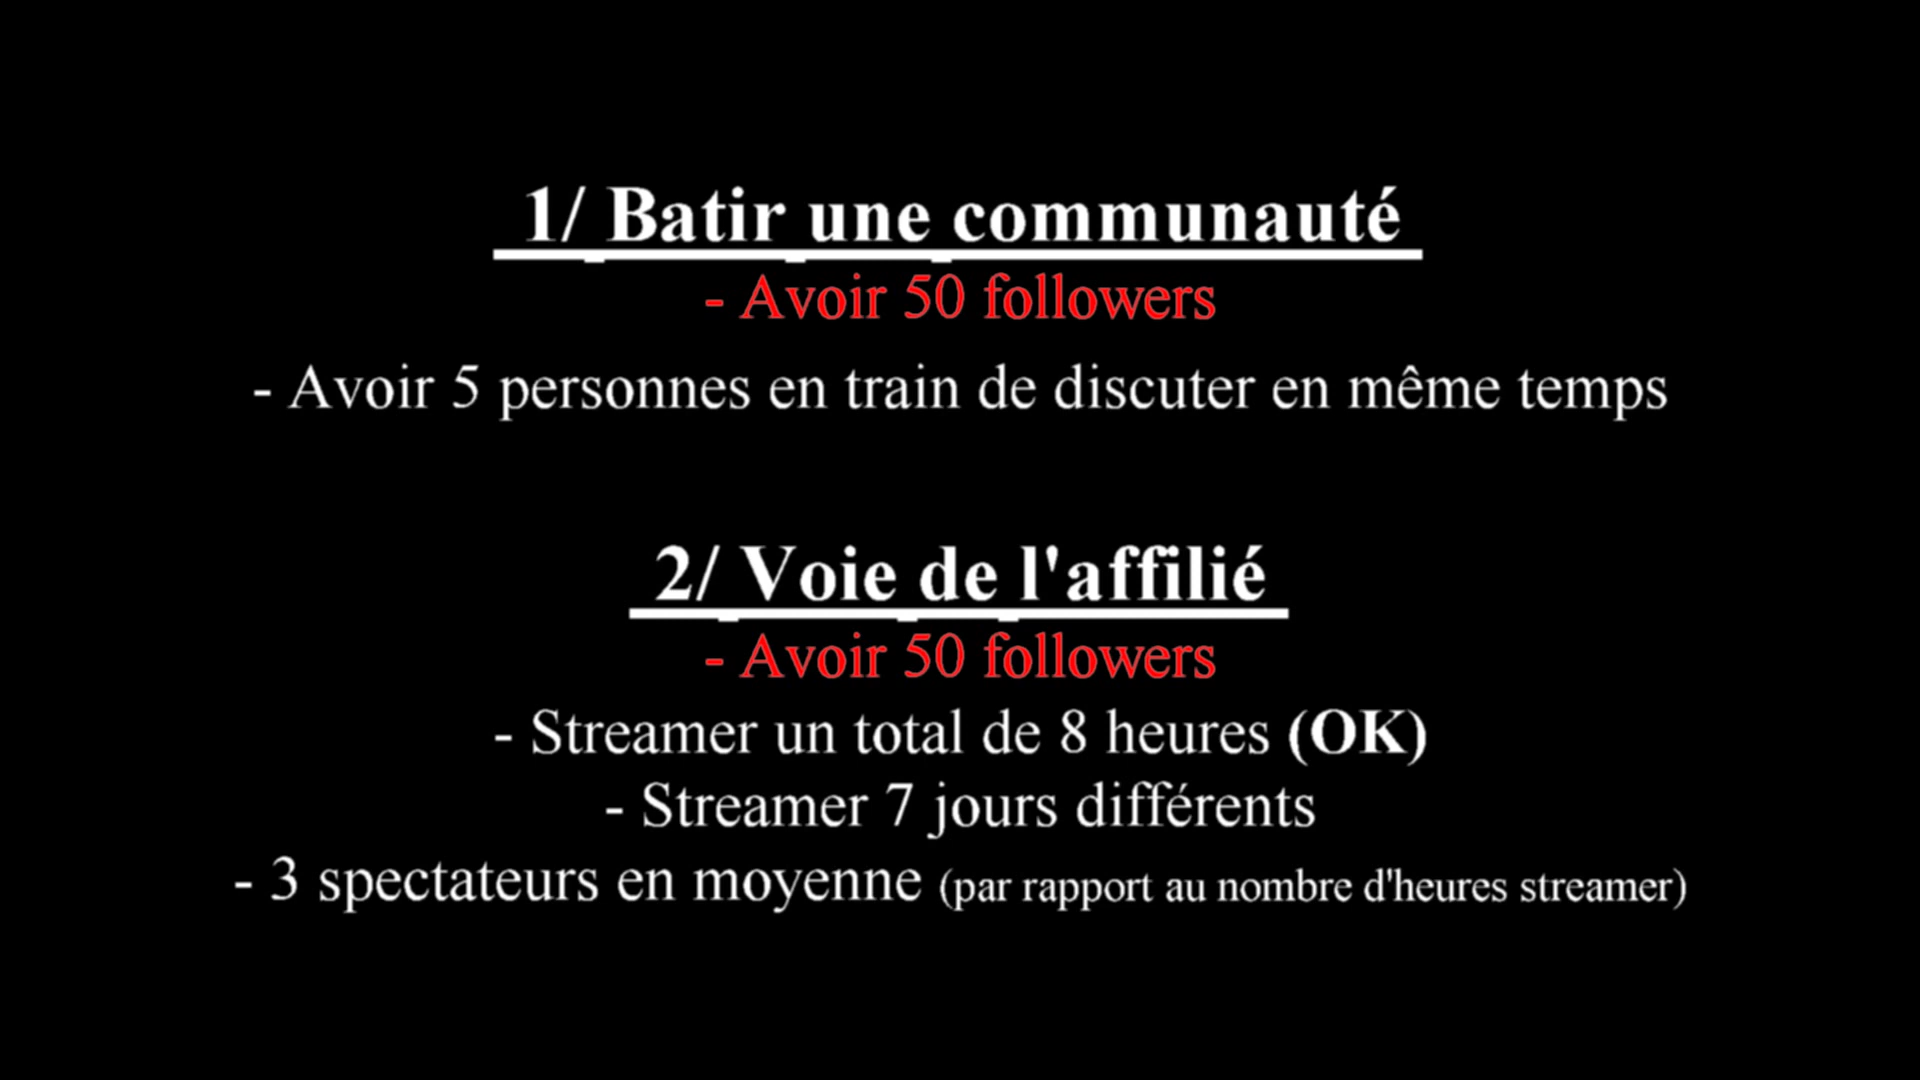 1/ Batir une communauté
- Avoir 50 followers
- Avoir 5 personnes en train de discuter en même temps
2/ Voie de l'affilié
- Avoir 50 followers
- Streamer un total de 8 heures (OK)
- Streamer 7 jours différents
- 3 spectateurs en moyenne (par rapport au nombre d'heures streamer)